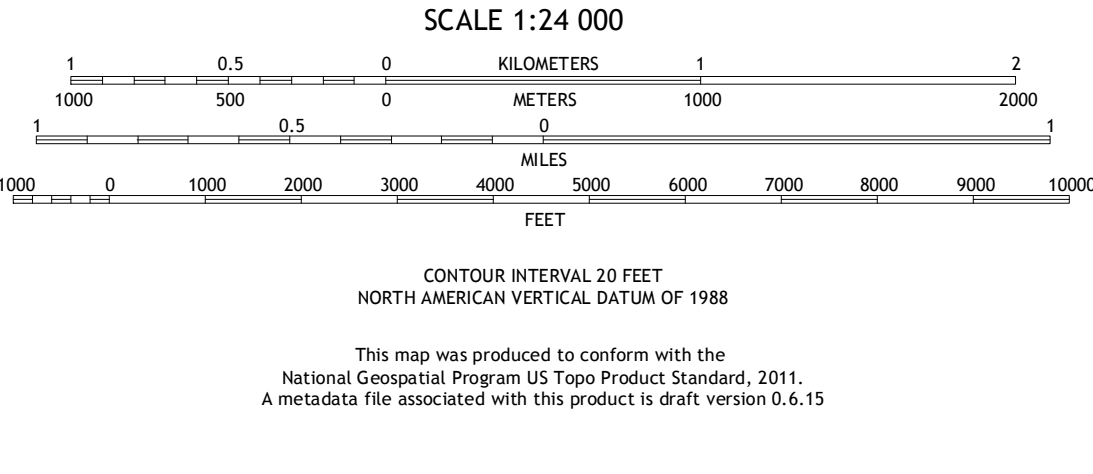 SCALE 1:24 000
1 0.5 0 KILOMETERS 1 2
1000 500 0 METERS 1000 2000
1 0.5 0 1
MILES
1000 0 1000 2000 3000 4000 5000 6000 7000 8000 9000 10000
FEET
CONTOUR INTERVAL 20 FEET
NORTH AMERICAN VERTICAL DATUM OF 1988
This map was produced to conform with the
National Geospatial Program US Topo Product Standard, 2011.
A metadata file associated with this product is draft version 0.6.15